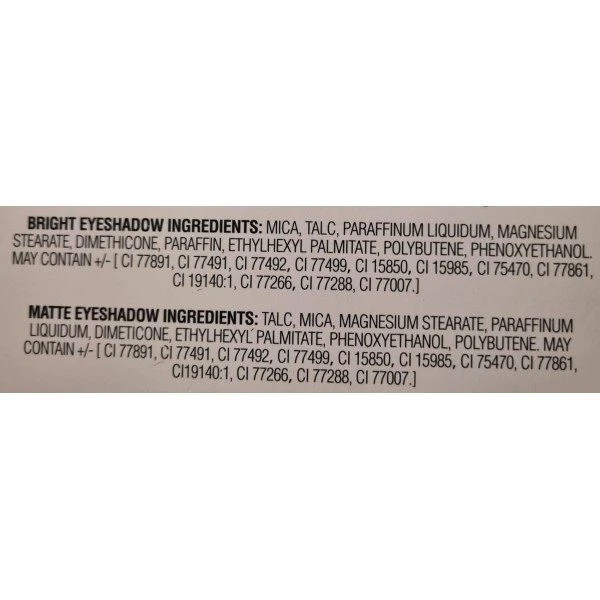 BRIGHT EYESHADOW INGREDIENTS: MICA, TALC, PARAFFINUM LIQUIDUM, MAGNESIUM
STEARATE, DIMETHICONE, PARAFFIN, ETHYLHEXYL PALMITATE, POLYBUTENE, PHENOXYETHANOL.
MAY CONTAIN +/- [ CI 77891, CI 77491, CI 77492, CI 77499, CI 15850, CI 15985, CI 75470, CI 77861,
CI 19140:1, CI 77266, CI 77288, CI 77007.]
MATTE EYESHADOW INGREDIENTS: TALC, MICA, MAGNESIUM STEARATE, PARAFFINUM
LIQUIDUM, DIMETICONE, ETHYLHEXYL PALMITATE, PHENOXYETHANOL, POLYBUTENE. MAY
CONTAIN +/- [ CI 77891, CI 77491, CI 77492, CI 77499, CI 15850, CI 15985, CI 75470, CI 77861,
CI19140:1, CI 77266, CI 77288, CI 77007.]